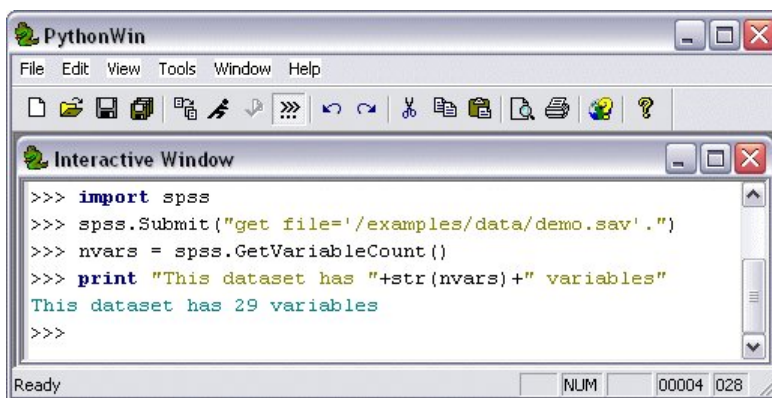 PythonWin
File Edit View Tools Window Help
Interactive Window
>>> import spss
>>> spss.Submit("get file='/examples/data/demo.sav'.")
>>> nvars = spss.GetVariableCount()
>>> print "This dataset has "+str(nvars)+" variables"
This dataset has 29 variables
>>>
Ready NUM 00004 028